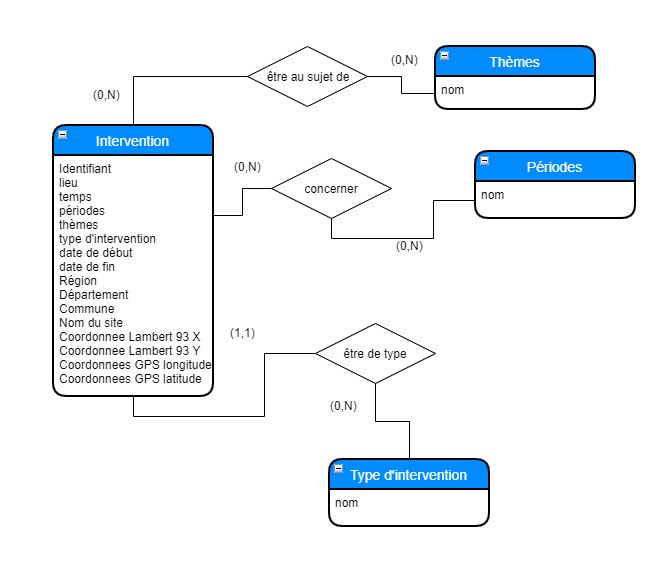 être au sujet de
(0,N)
Thèmes
nom
(0,N)
Intervention
Identifiant
lieu
temps
périodes
thèmes
type d'intervention
date de début
date de fin
Région
Département
Commune
Nom du site
Coordonnee Lambert 93 X
Coordonnee Lambert 93 Y
Coordonnees GPS longitude
Coordonnees GPS latitude
(0,N)
concerner
Périodes
nom
(0,N)
(1,1)
être de type
(0,N)
Type d'intervention
nom